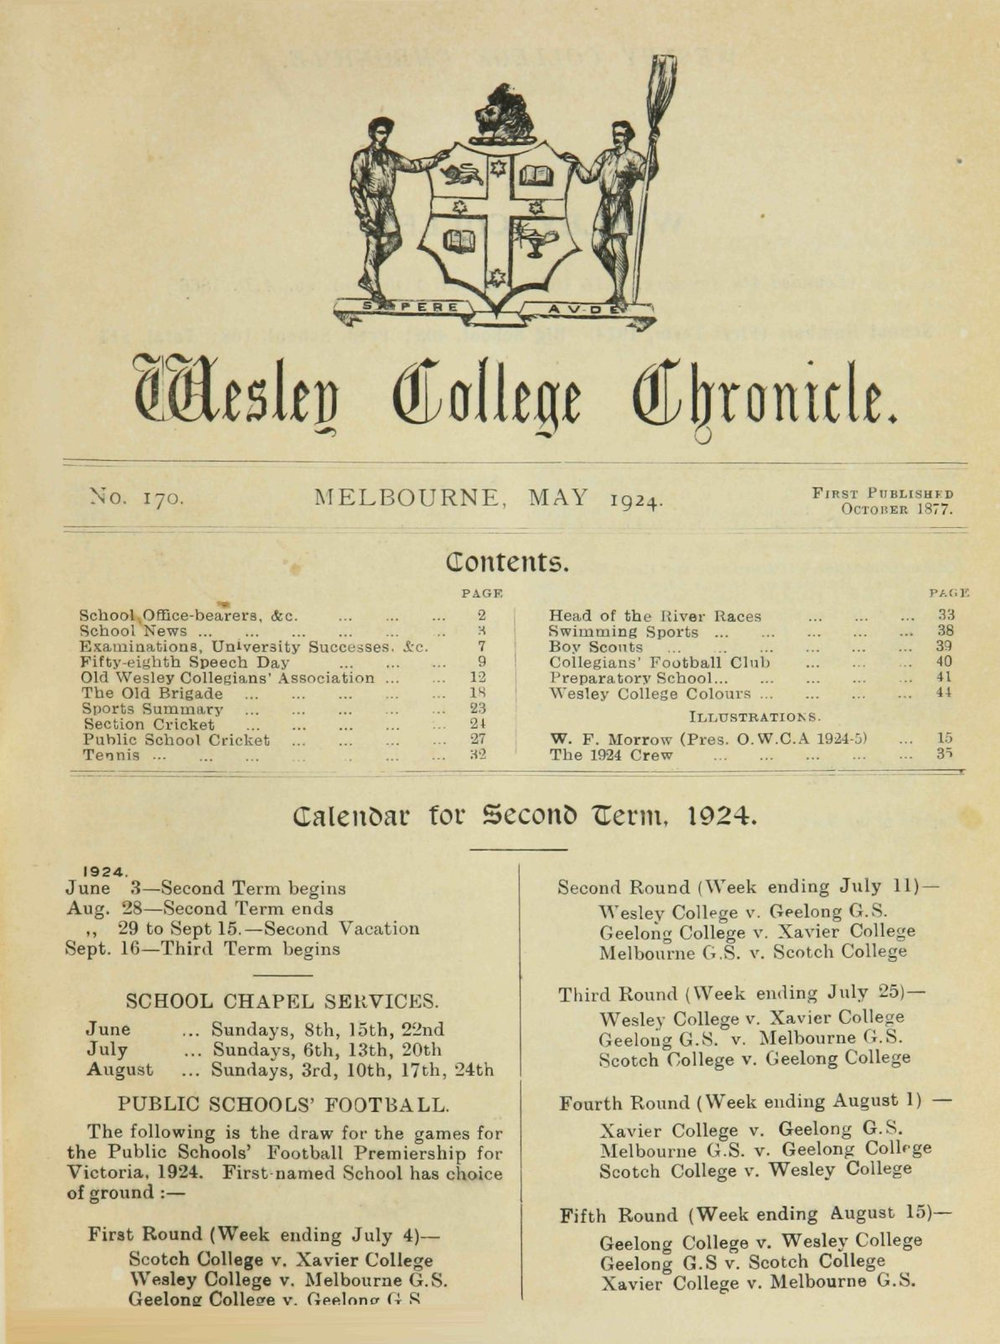 SAPERE AUDE
Wesley College Chronicle.
No. 170.
MELBOURNE, MAY 1924.
First Published
October 1877.
Contents.
PAGE
School Office-bearers, &c. ... ... ... 2
School News ... ... ... ... ... ... 3
Examinations, University Successes, &c. 7
Fifty-eighth Speech Day ... ... ... 9
Old Wesley Collegians' Association ... ... 12
The Old Brigade ... ... ... ... ... 18
Sports Summary ... ... ... ... ... 23
Section Cricket ... ... ... ... ... 24
Public School Cricket ... ... ... ... 27
Tennis ... ... ... ... ... ... ... 32
PAGE
Head of the River Races ... ... ... 33
Swimming Sports ... ... ... ... ... 38
Boy Scouts ... ... ... ... ... ... 39
Collegians' Football Club ... ... ... 40
Preparatory School... ... ... ... ... 41
Wesley College Colours ... ... ... ... 44
Illustrations.
W. F. Morrow (Pres. O.W.C.A 1924-5) ... 15
The 1924 Crew ... ... ... ... ... 35
Calendar for Second Term, 1924.
1924.
June 3—Second Term begins
Aug. 28—Second Term ends
,, 29 to Sept 15.—Second Vacation
Sept. 16—Third Term begins
SCHOOL CHAPEL SERVICES.
June ... Sundays, 8th, 15th, 22nd
July ... Sundays, 6th, 13th, 20th
August ... Sundays, 3rd, 10th, 17th, 24th
PUBLIC SCHOOLS' FOOTBALL.
The following is the draw for the games for
the Public Schools' Football Premiership for
Victoria, 1924. First-named School has choice
of ground :—
First Round (Week ending July 4)—
Scotch College v. Xavier College
Wesley College v. Melbourne G.S.
Geelong College v. Geelong G S
Second Round (Week ending July 11)—
Wesley College v. Geelong G.S.
Geelong College v. Xavier College
Melbourne G.S. v. Scotch College
Third Round (Week ending July 25)—
Wesley College v. Xavier College
Geelong G.S. v. Melbourne G.S.
Scotch College v. Geelong College
Fourth Round (Week ending August 1) —
Xavier College v. Geelong G.S.
Melbourne G.S. v. Geelong College
Scotch College v. Wesley College
Fifth Round (Week ending August 15)—
Geelong College v. Wesley College
Geelong G.S v. Scotch College
Xavier College v. Melbourne G.S.